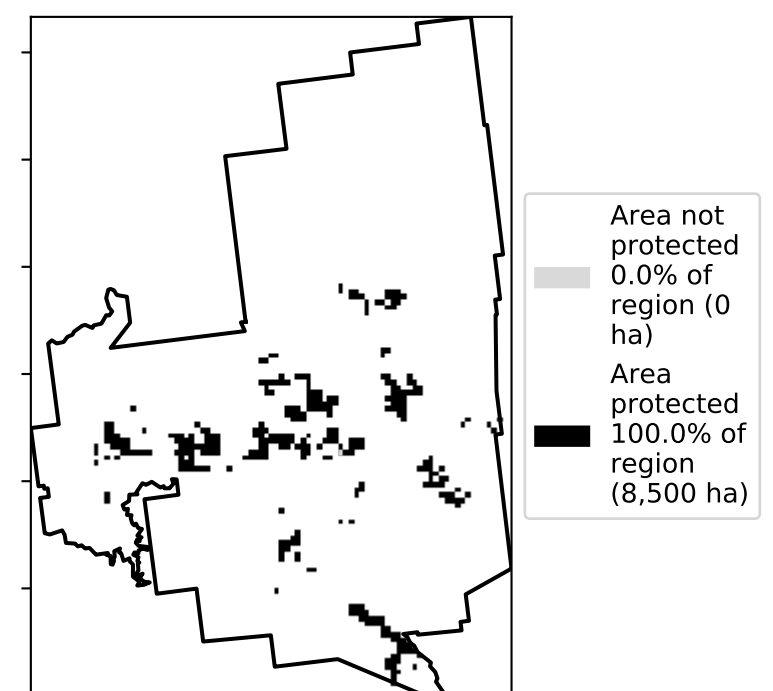 Area not
protected
0.0% of
region (0
ha)
Area
protected
100.0% of
region
(8,500 ha)